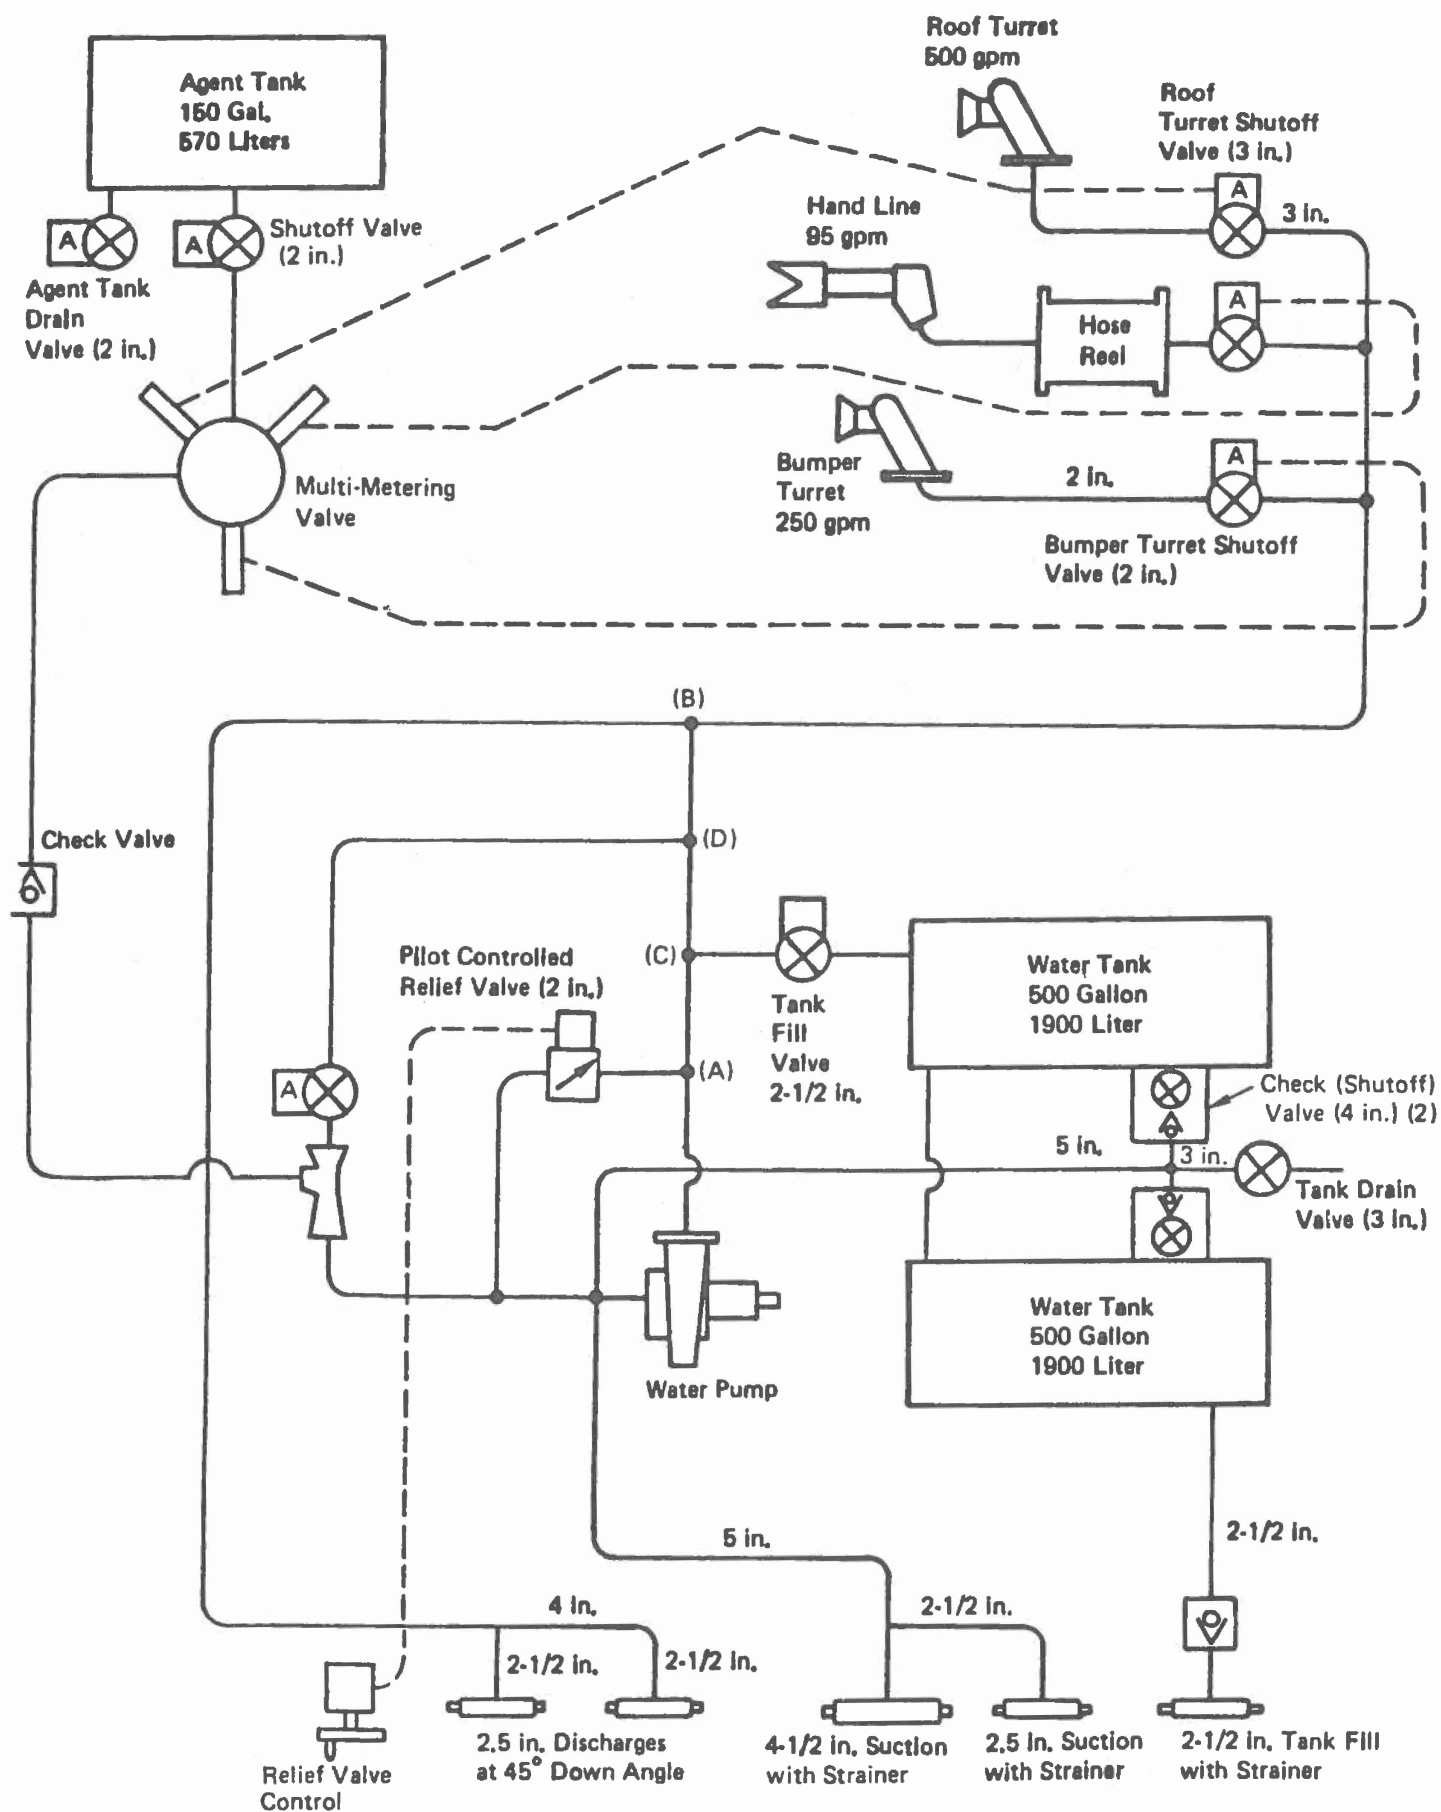 Roof Turret
500 gpm
Agent Tank
150 Gal.
570 Liters
Roof
Turret Shutoff
Valve (3 in.)
A
3 in.
Hand Line
95 gpm
A
A
Shutoff Valve
(2 in.)
Agent Tank
Drain
Valve (2 in.)
A
Hose
Reel
Bumper
Turret
250 gpm
2 in.
A
Multi-Metering
Valve
Bumper Turret Shutoff
Valve (2 in.)
(B)
Check Valve
(D)
(C)
Pilot Controlled
Relief Valve (2 in.)
Tank
Fill
Valve
2-1/2 in.
Water Tank
500 Gallon
1900 Liter
(A)
A
Check (Shutoff)
Valve (4 in.) (2)
5 in.
3 in.
Tank Drain
Valve (3 in.)
Water Tank
500 Gallon
1900 Liter
Water Pump
5 in.
2-1/2 in.
4 in.
2-1/2 in.
2-1/2 in.
2-1/2 in.
2.5 in. Discharges
at 45° Down Angle
4-1/2 in. Suction
with Strainer
2.5 in. Suction
with Strainer
2-1/2 in. Tank Fill
with Strainer
Relief Valve
Control